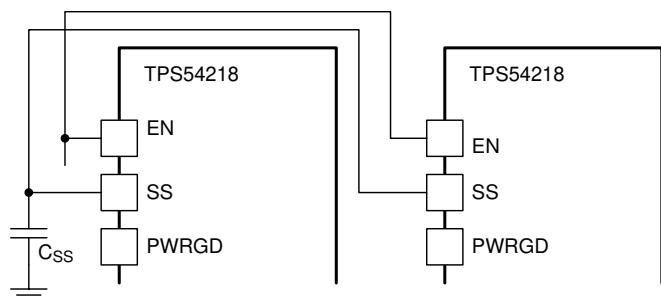 TPS54218
EN
SS
PWRGD
CSS
TPS54218
EN
SS
PWRGD